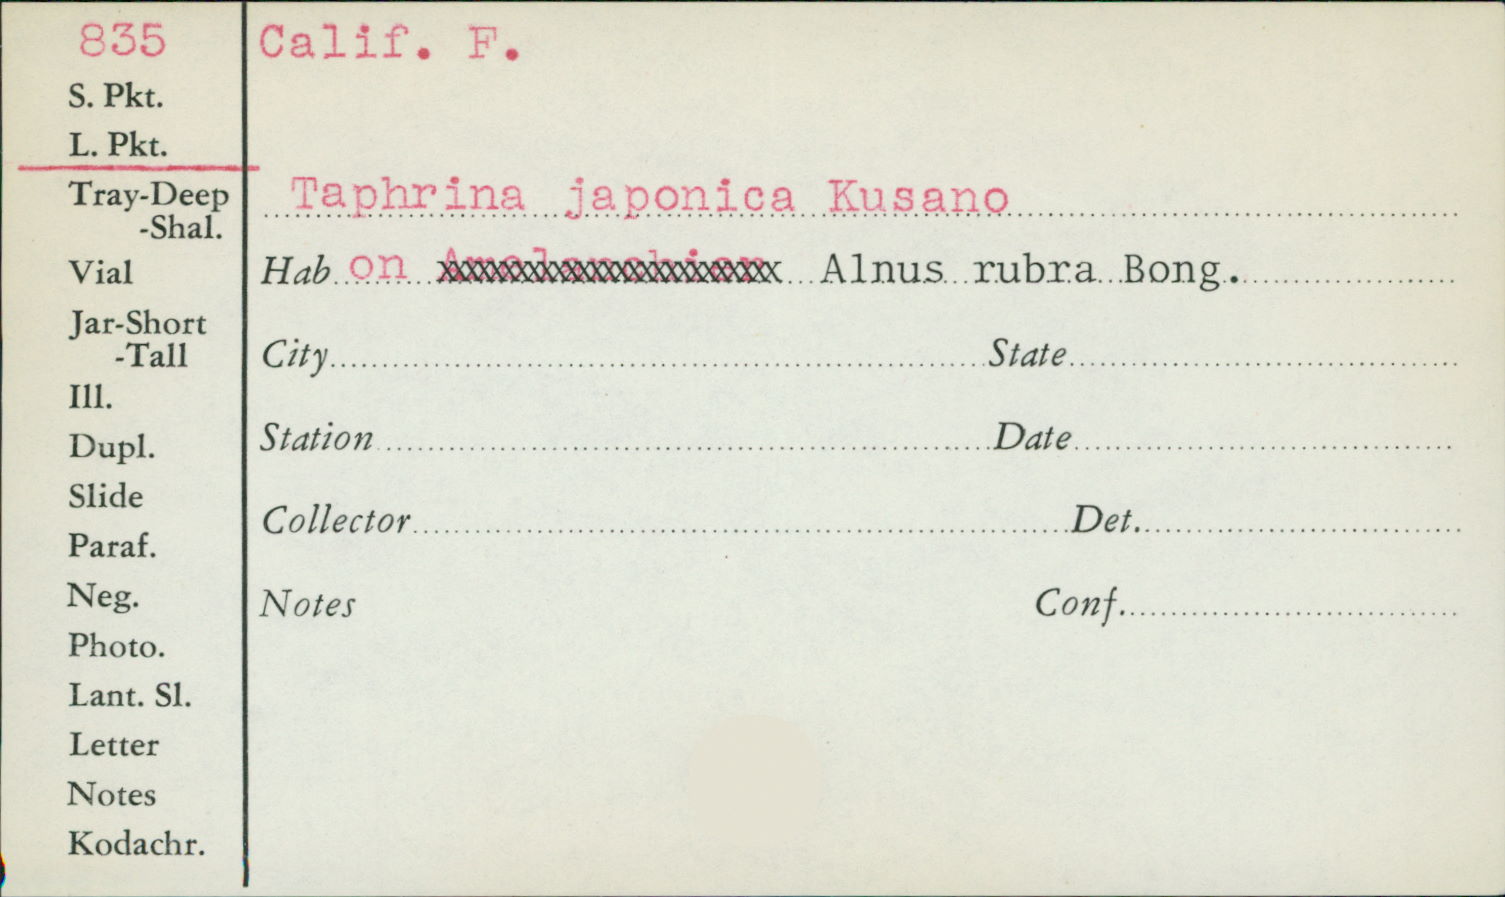 835 Calif. F.
S. Pkt.
L. Pkt.
Tray-Deep Taphrina japonica Kusano
-Shal.
Vial Hab on Alnus rubra Bong.
Jar-Short
-Tall City State
Ill.
Dupl. Station Date
Slide
Paraf. Collector Det.
Neg. Notes Conf.
Photo.
Lant. Sl.
Letter
Notes
Kodachr.